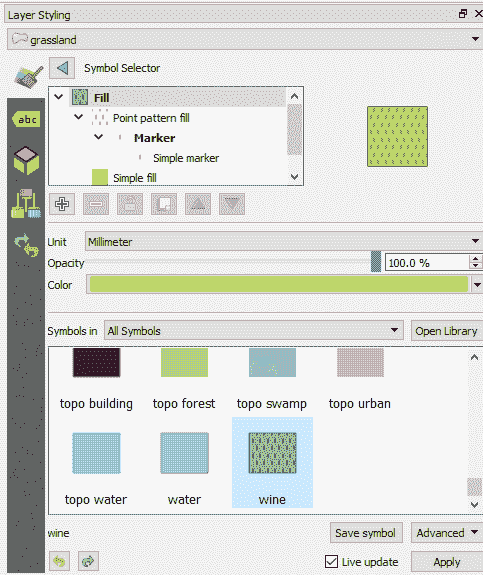 Layer Styling
grassland
Symbol Selector
Fill
Point pattern fill
abc
Marker
Simple marker
Simple fill
Unit Millimeter
Opacity 100.0 %
Color
Symbols in All Symbols Open Library
topo building topo forest topo swamp topo urban
topo water water wine
wine Save symbol Advanced
Live update Apply